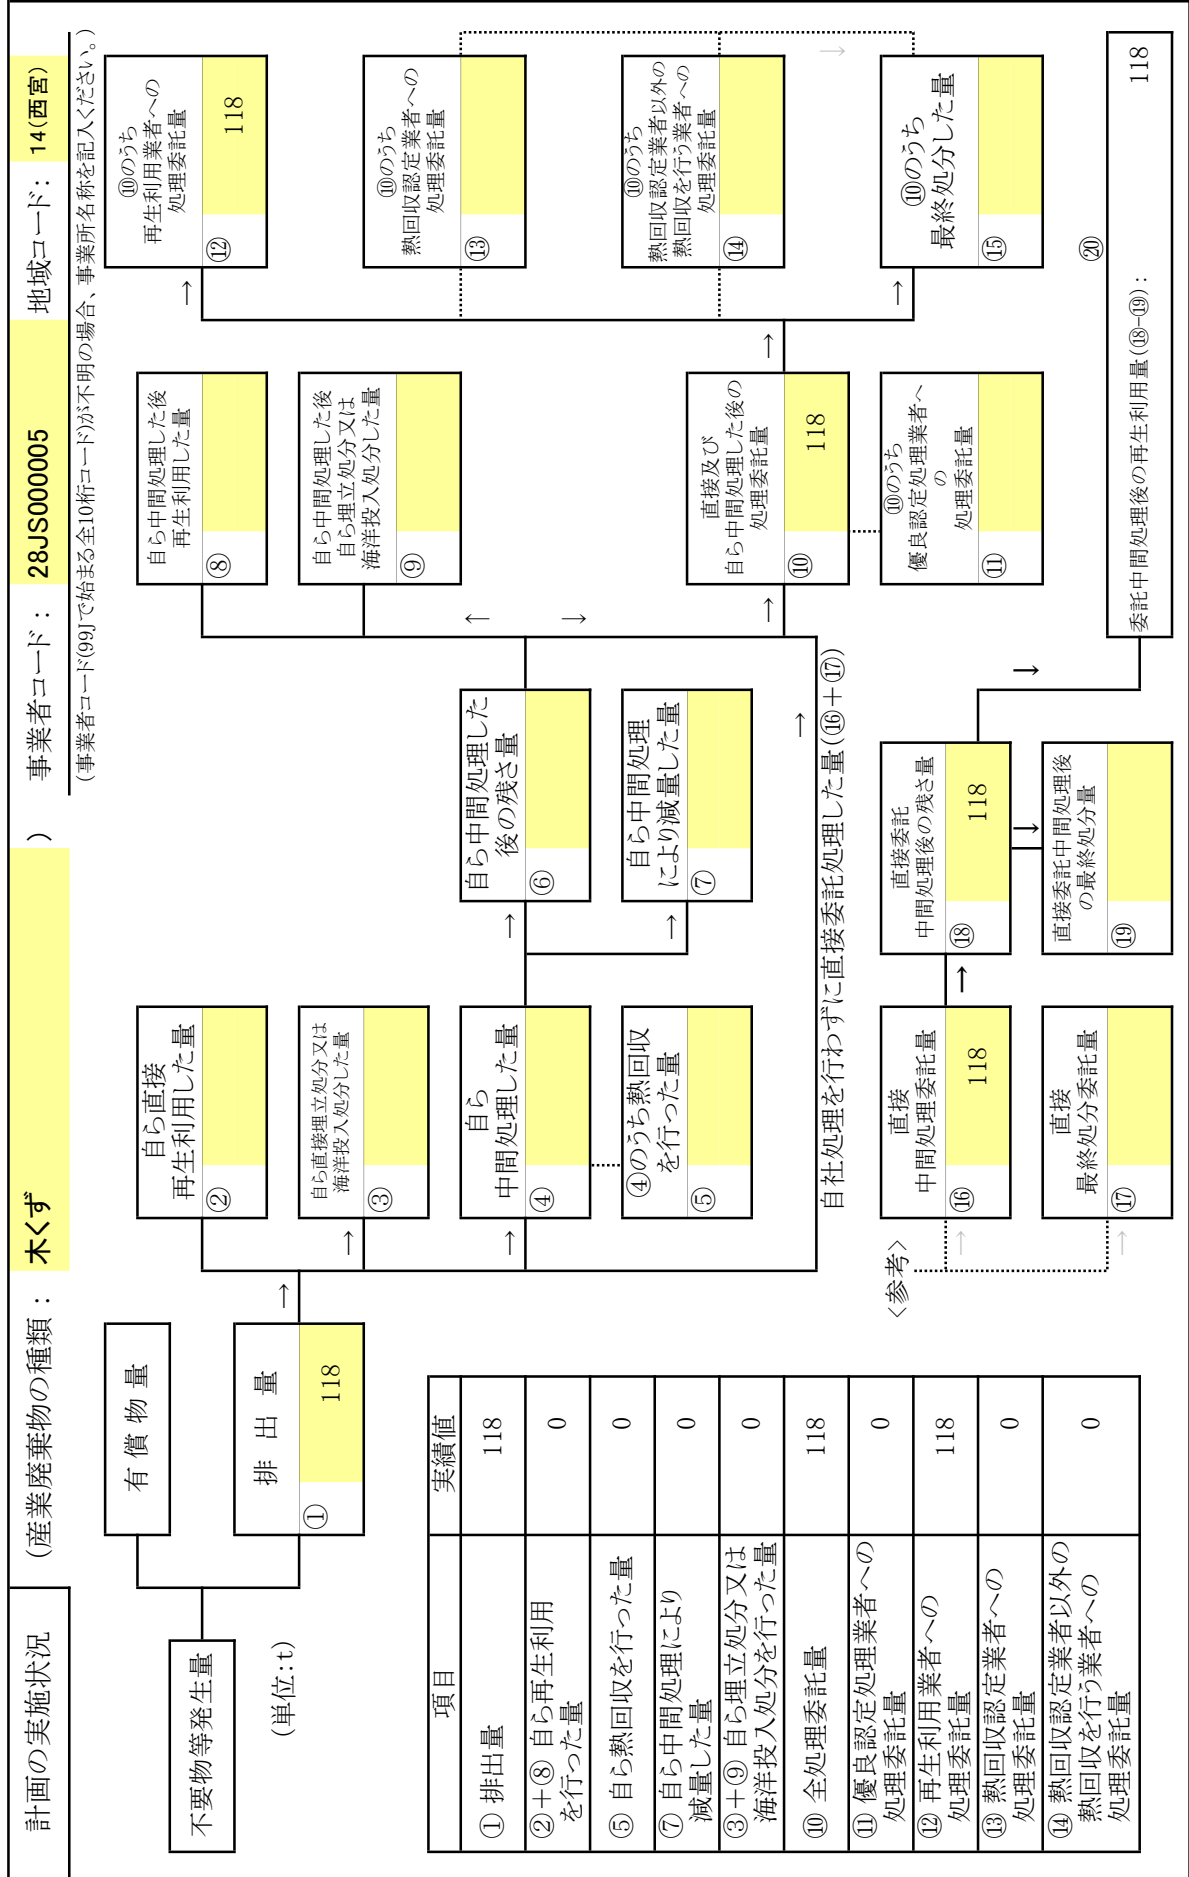 計画の実施状況
(産業廃棄物の種類： 木くず )
事業者コード： 28JS000005 地域コード： 14(西宮)
(事業者コード(99Jで始まる全10桁コード)が不明の場合、事業所名称を記入ください。)
不要物等発生量
(単位:t)
有 償 物 量
排 出 量
① 118
→
自ら直接
再生利用した量
②
→
自ら直接埋立処分又は
海洋投入処分した量
③
→
自ら
中間処理した量
④
④のうち熱回収
を行った量
⑤
→
自ら中間処理した
後の残さ量
⑥
→
自ら中間処理
により減量した量
⑦
↑
↓
自ら中間処理した後
再生利用した量
⑧
自ら中間処理した後
自ら埋立処分又は
海洋投入処分した量
⑨
→
自社処理を行わずに直接委託処理した量(⑯＋⑰)
→
直接及び
自ら中間処理した後の
処理委託量
⑩ 118
⑩のうち
優良認定処理業者へ
の
処理委託量
⑪
→
→
⑩のうち
再生利用業者への
処理委託量
⑫ 118
⑩のうち
熱回収認定業者への
処理委託量
⑬
⑩のうち
熱回収認定業者以外の
熱回収を行う業者への
処理委託量
⑭
↓
→
⑩のうち
最終処分した量
⑮
<参考>
→
直接
中間処理委託量
⑯ 118
→
直接
最終処分委託量
⑰
→
直接委託
中間処理後の残さ量
⑱ 118
↓
直接委託中間処理後
の最終処分量
⑲
↓
⑳
委託中間処理後の再生利用量(⑱-⑲)： 118
項目 実績値
① 排出量 118
②＋⑧ 自ら再生利用
を行った量 0
⑤ 自ら熱回収を行った量 0
⑦ 自ら中間処理により
減量した量 0
③＋⑨ 自ら埋立処分又は
海洋投入処分を行った量 0
⑩ 全処理委託量 118
⑪ 優良認定処理業者への
処理委託量 0
⑫ 再生利用業者への
処理委託量 118
⑬ 熱回収認定業者への
処理委託量 0
⑭ 熱回収認定業者以外の
熱回収を行う業者への
処理委託量 0